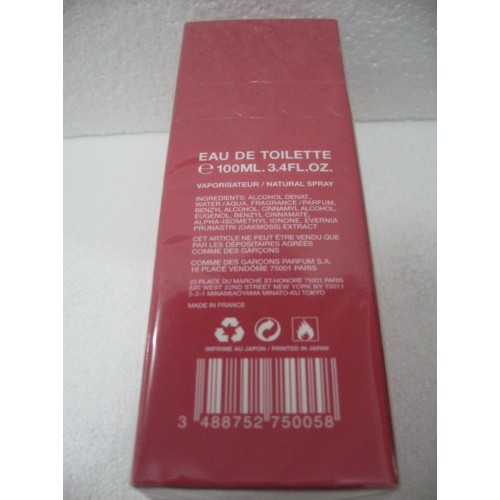 EAU DE TOILETTE
℮ 100ML. 3.4FL.OZ.
VAPORISATEUR / NATURAL SPRAY
INGREDIENTS: ALCOHOL DENAT.,
WATER / AQUA, FRAGRANCE / PARFUM,
BENZYL ALCOHOL, CINNAMYL ALCOHOL,
EUGENOL, BENZYL CINNAMATE,
ALPHA-ISOMETHYL IONONE, EVERNIA
PRUNASTRI (OAKMOSS) EXTRACT
CET ARTICLE NE PEUT ÊTRE VENDU QUE
PAR LES DÉPOSITAIRES AGRÉÉS
COMME DES GARÇONS
COMME DES GARÇONS PARFUM S.A.
16 PLACE VENDÔME 75001 PARIS
23 PLACE DU MARCHÉ ST-HONORÉ 75001 PARIS
520 WEST 22ND STREET NEW YORK NY T0011
5-2-1 MINAMIAOYAMA MINATO-KU TOKYO
MADE IN FRANCE
IMPRIMÉ AU JAPON / PRINTED IN JAPAN
3 488752 750058